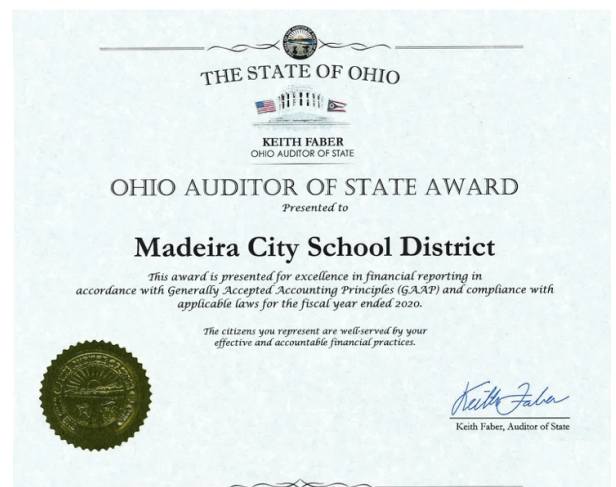 THE STATE OF OHIO
KEITH FABER
OHIO AUDITOR OF STATE
OHIO AUDITOR OF STATE AWARD
Presented to
Madeira City School District
This award is presented for excellence in financial reporting in
accordance with Generally Accepted Accounting Principles (GAAP) and compliance with
applicable laws for the fiscal year ended 2020.
The citizens you represent are well-served by your
effective and accountable financial practices.
Keith Faber
Keith Faber, Auditor of State